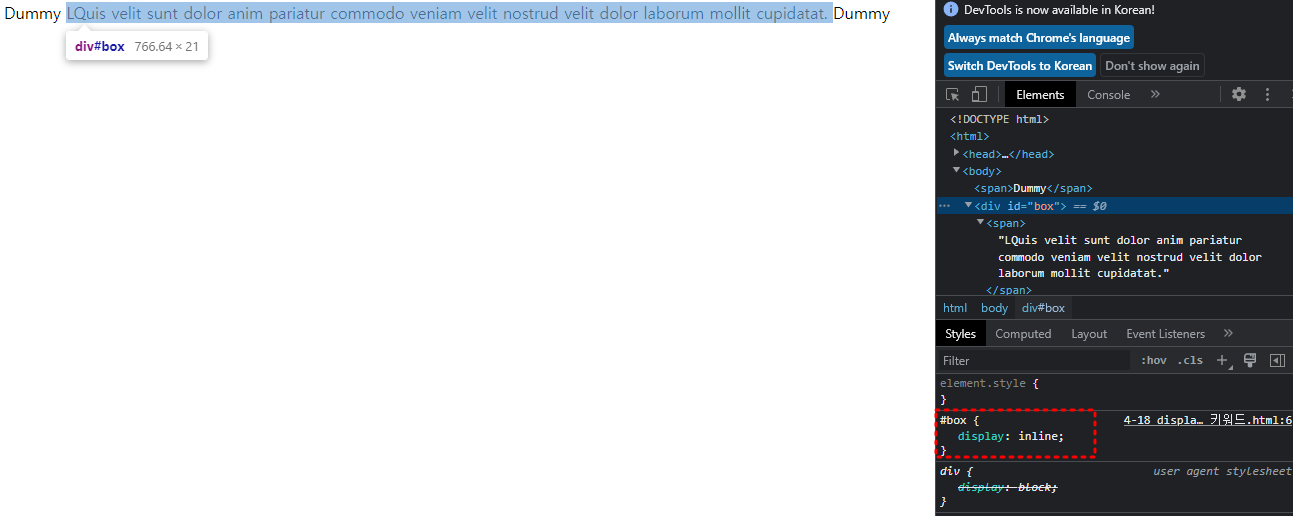 Dummy LQuis velit sunt dolor anim pariatur commodo veniam velit nostrud velit dolor laborum mollit cupidatat. Dummy
div#box 766.64 × 21
DevTools is now available in Korean!
Always match Chrome's language
Switch DevTools to Korean Don't show again
Elements Console »
<!DOCTYPE html>
<html>
<head>…</head>
<body>
<span>Dummy</span>
… <div id="box"> == $0
<span>
"LQuis velit sunt dolor anim pariatur
commodo veniam velit nostrud velit dolor
laborum mollit cupidatat."
</span>
html body div#box
Styles Computed Layout Event Listeners »
Filter :hov .cls +
element.style {
}
#box { 4-18 displa… 키워드.html:6
display: inline;
}
div { user agent stylesheet
display: block;
}